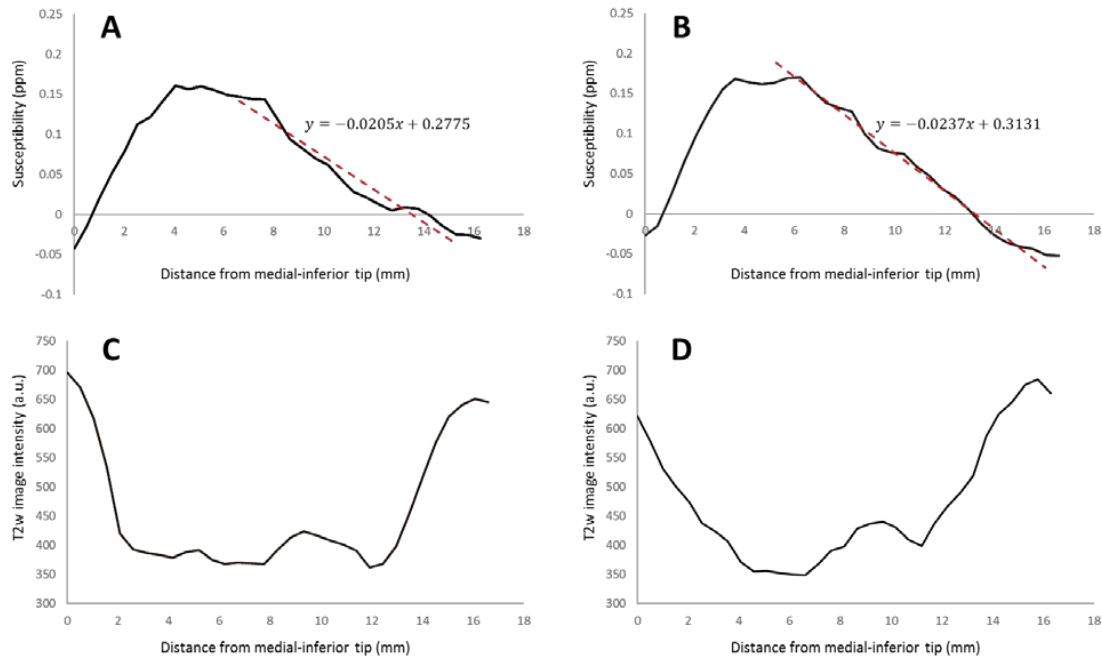 A
Susceptibility (ppm)
0.25
0.2
0.15
0.1
0.05
0
-0.05
-0.1
y = −0.0205x + 0.2775
0 2 4 6 8 10 12 14 16 18
Distance from medial-inferior tip (mm)
B
Susceptibility (ppm)
0.25
0.2
0.15
0.1
0.05
0
-0.05
-0.1
y = −0.0237x + 0.3131
0 2 4 6 8 10 12 14 16 18
Distance from medial-inferior tip (mm)
C
T2w image intensity (a.u.)
750
700
650
600
550
500
450
400
350
300
0 2 4 6 8 10 12 14 16 18
Distance from medial-inferior tip (mm)
D
T2w image intensity (a.u.)
750
700
650
600
550
500
450
400
350
300
0 2 4 6 8 10 12 14 16 18
Distance from medial-inferior tip (mm)